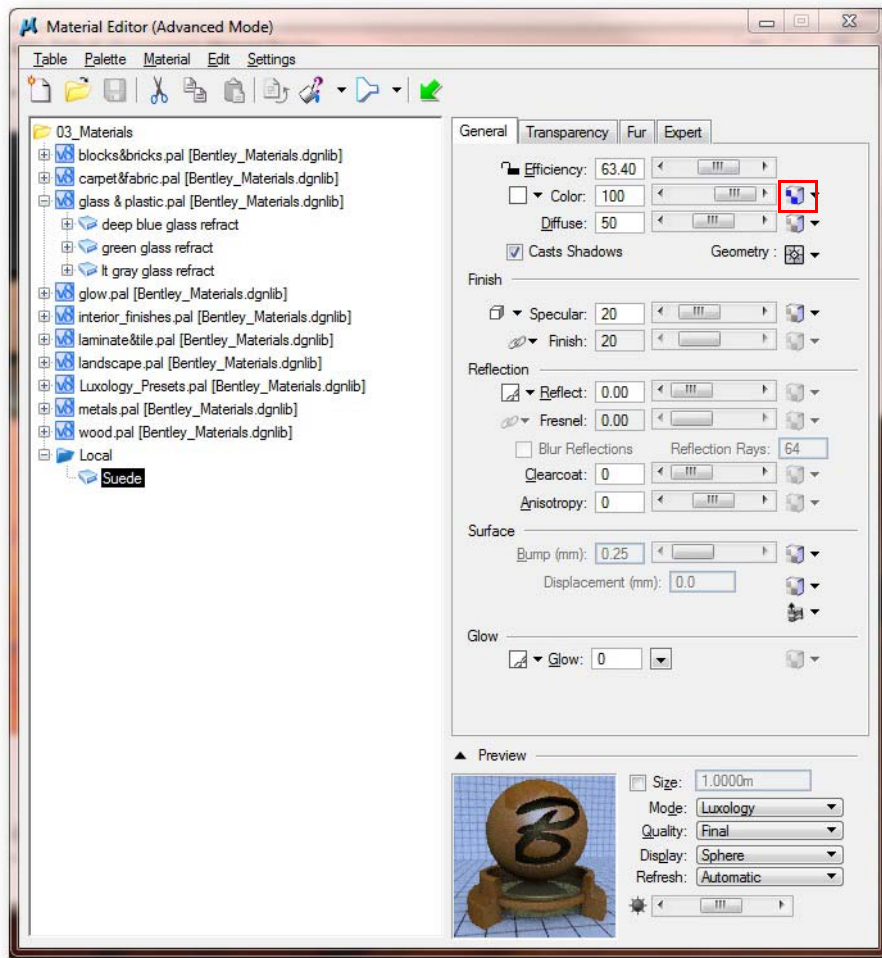 Material Editor (Advanced Mode)
Table Palette Material Edit Settings
03_Materials
blocks&bricks.pal [Bentley_Materials.dgnlib]
carpet&fabric.pal [Bentley_Materials.dgnlib]
glass & plastic.pal [Bentley_Materials.dgnlib]
deep blue glass refract
green glass refract
lt gray glass refract
glow.pal [Bentley_Materials.dgnlib]
interior_finishes.pal [Bentley_Materials.dgnlib]
laminate&tile.pal [Bentley_Materials.dgnlib]
landscape.pal [Bentley_Materials.dgnlib]
Luxology_Presets.pal [Bentley_Materials.dgnlib]
metals.pal [Bentley_Materials.dgnlib]
wood.pal [Bentley_Materials.dgnlib]
Local
Suede
General Transparency Fur Expert
Efficiency: 63.40
Color: 100
Diffuse: 50
Casts Shadows Geometry :
Finish
Specular: 20
Finish: 20
Reflection
Reflect: 0.00
Fresnel: 0.00
Blur Reflections Reflection Rays: 64
Clearcoat: 0
Anisotropy: 0
Surface
Bump (mm): 0.25
Displacement (mm): 0.0
Glow
Glow: 0
Preview
B
Size: 1.0000m
Mode: Luxology
Quality: Final
Display: Sphere
Refresh: Automatic